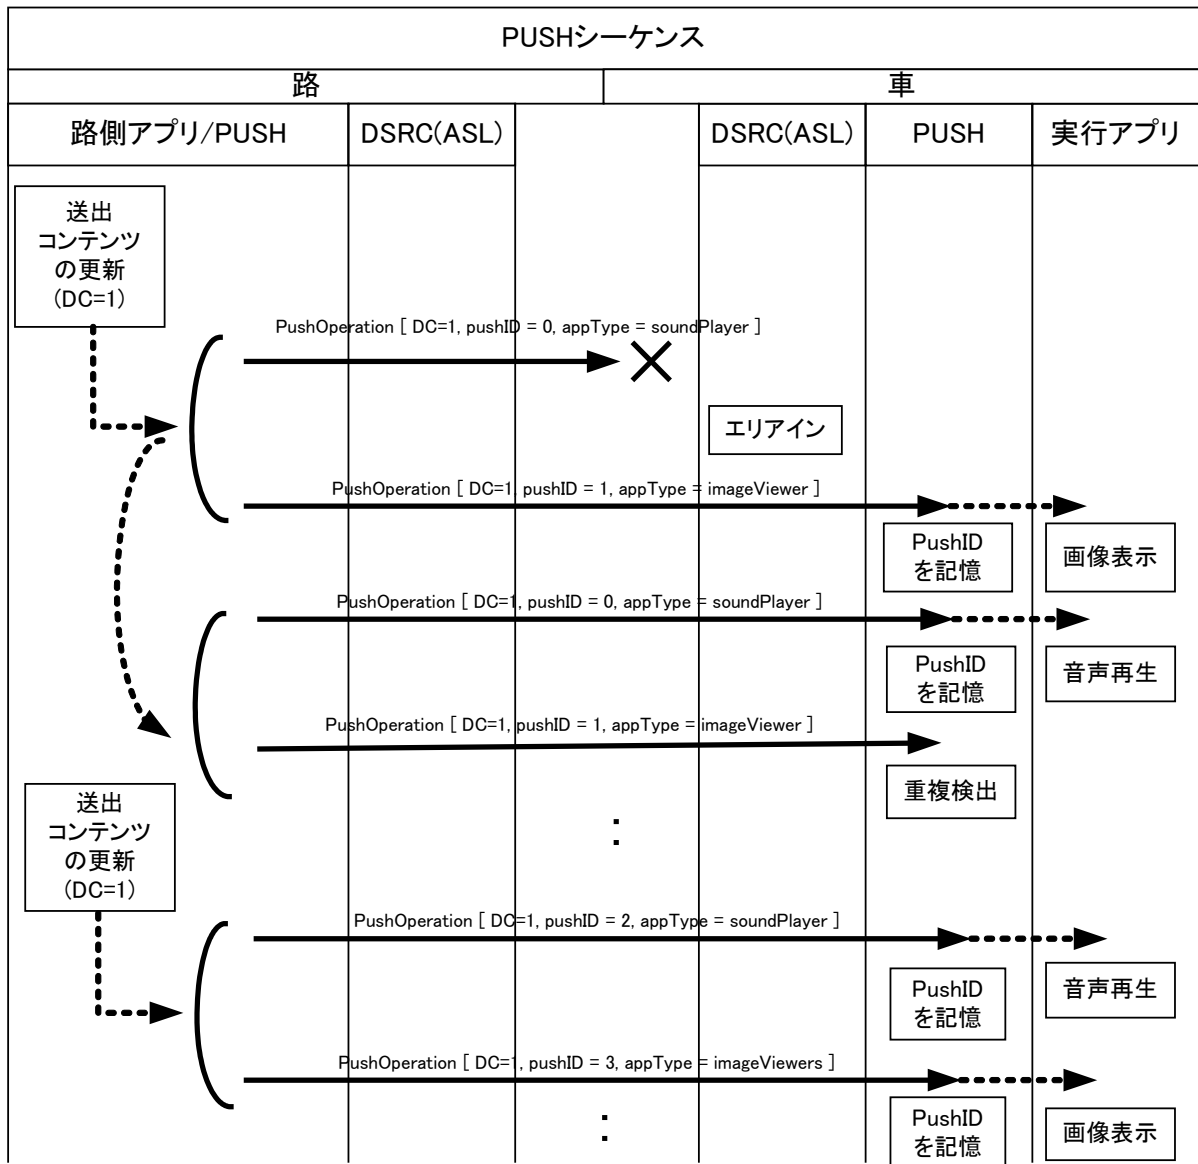 PUSHシーケンス
路
車
路側アプリ/PUSH
DSRC(ASL)
DSRC(ASL)
PUSH
実行アプリ
送出
コンテンツ
の更新
(DC=1)
PushOperation [ DC=1, pushID = 0, appType = soundPlayer ]
エリアイン
PushOperation [ DC=1, pushID = 1, appType = imageViewer ]
PushID
を記憶
画像表示
PushOperation [ DC=1, pushID = 0, appType = soundPlayer ]
PushID
を記憶
音声再生
PushOperation [ DC=1, pushID = 1, appType = imageViewer ]
重複検出
送出
コンテンツ
の更新
(DC=1)
:
PushOperation [ DC=1, pushID = 2, appType = soundPlayer ]
PushID
を記憶
音声再生
PushOperation [ DC=1, pushID = 3, appType = imageViewers ]
:
PushID
を記憶
画像表示